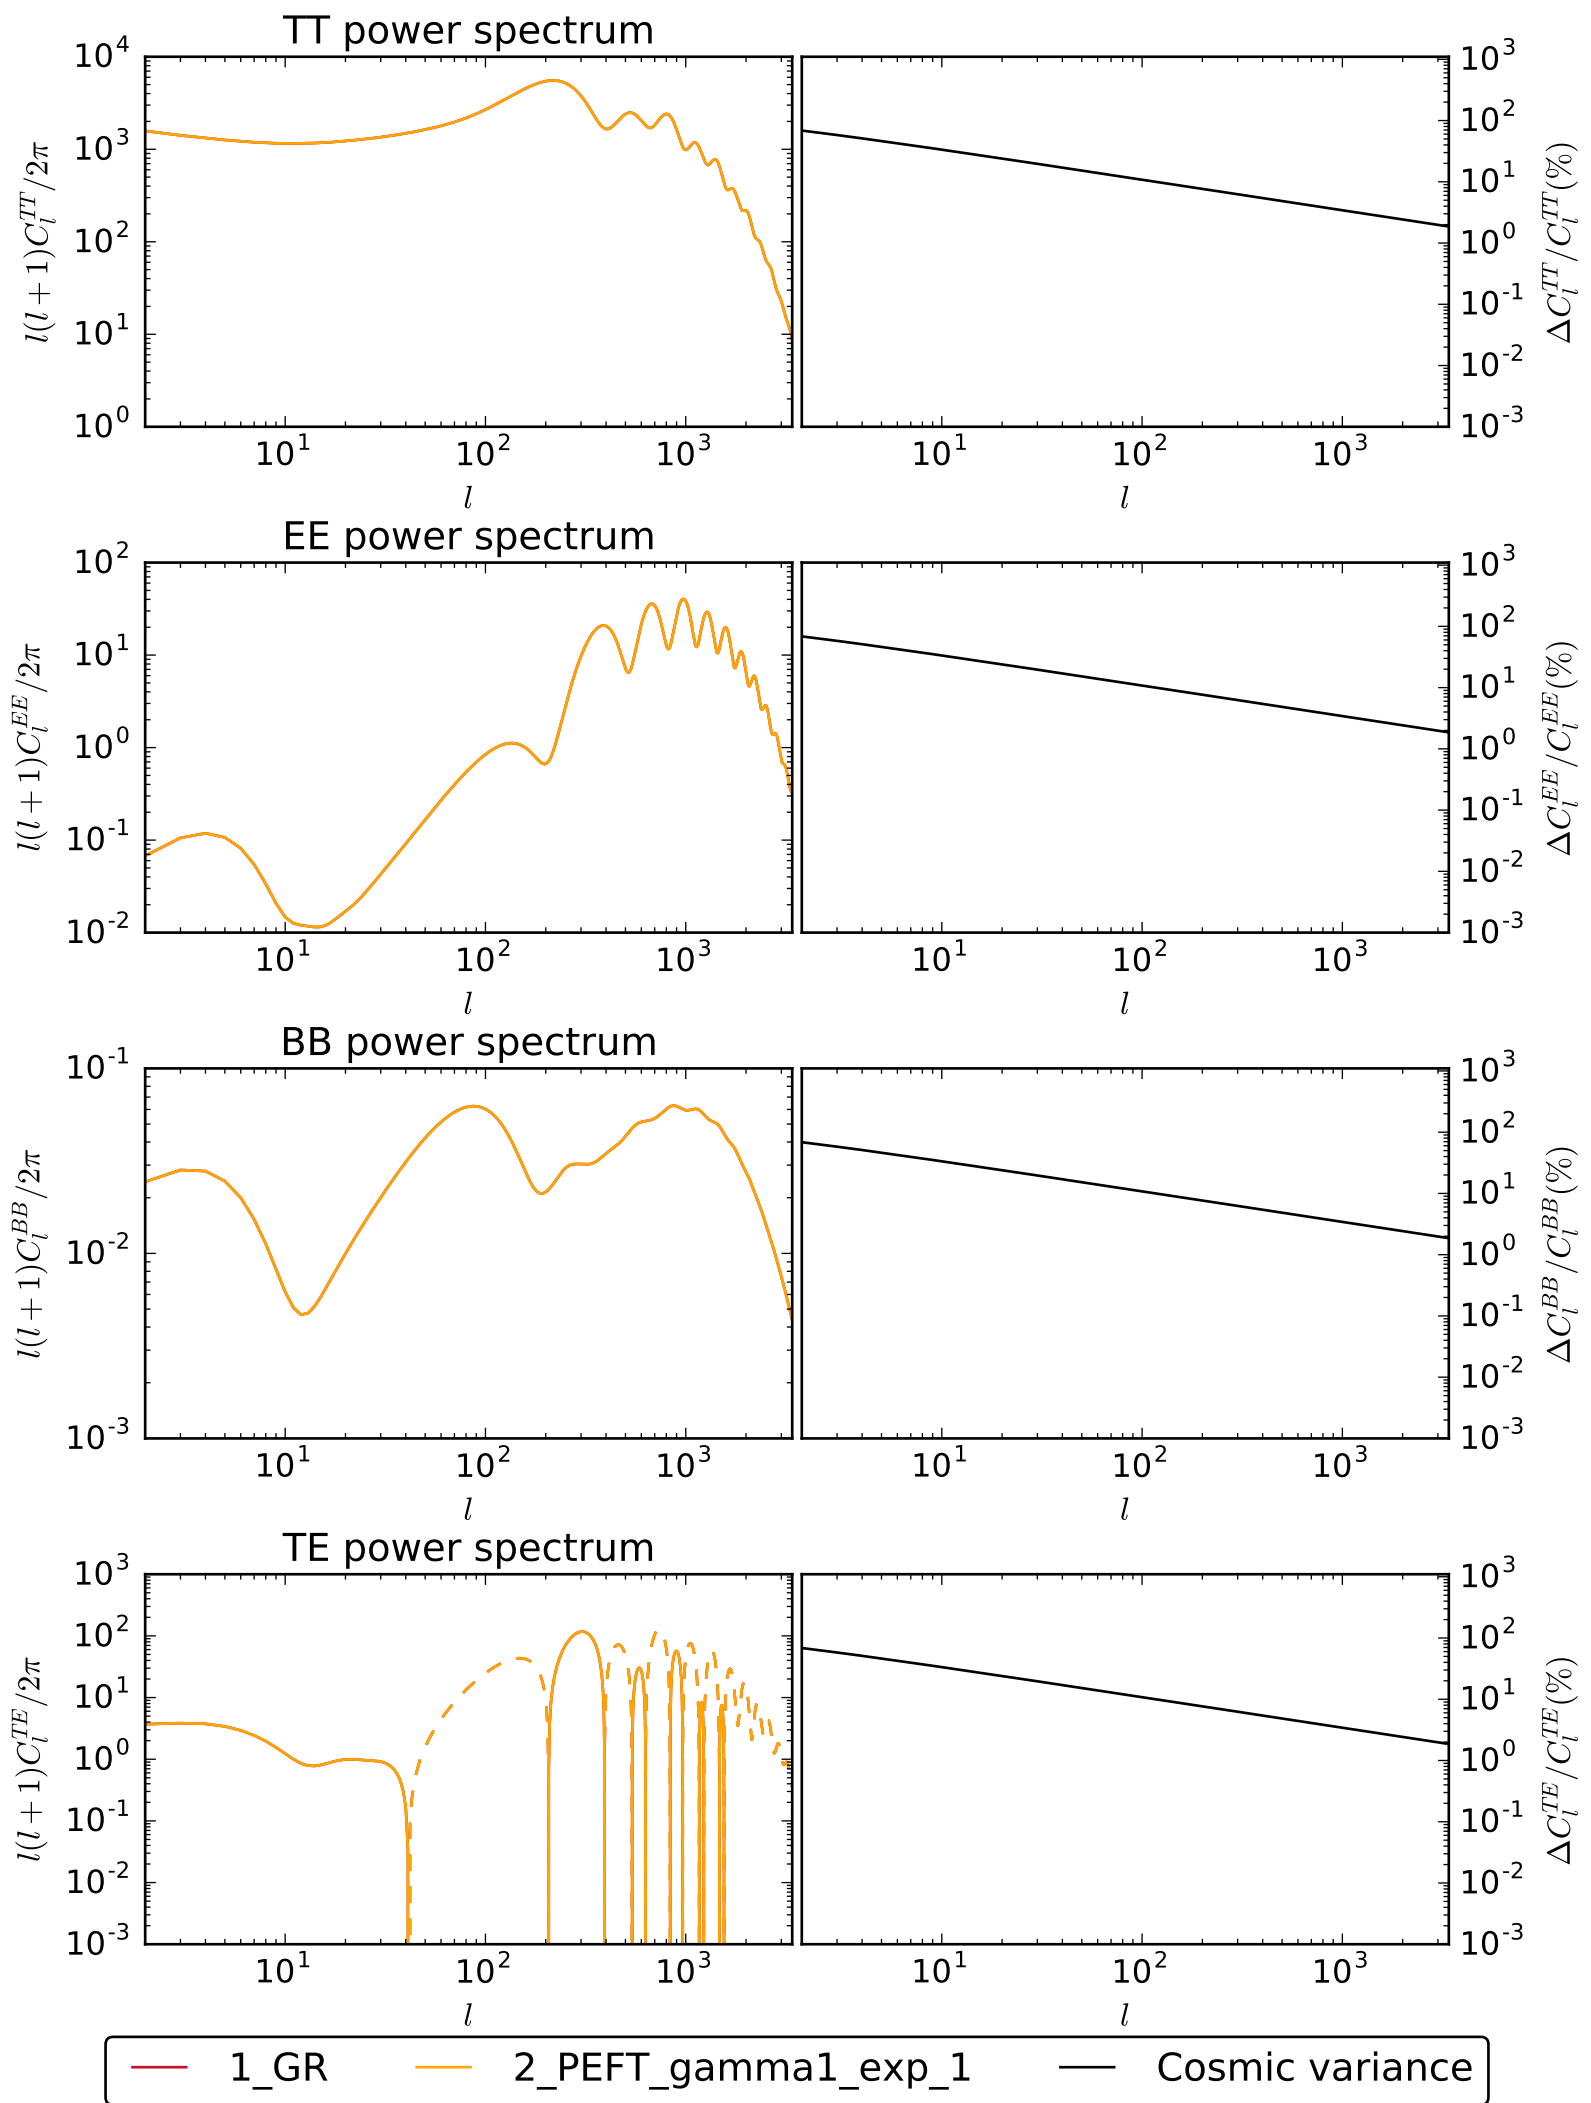 TT power spectrum
10^4
10^3
10^2
10^1
10^0
l(l+1)C_l^{TT}/2π
10^1 10^2 10^3
l
10^3
10^2
10^1
10^0
10^-1
10^-2
10^-3
ΔC_l^{TT}/C_l^{TT}(%)
10^1 10^2 10^3
l
EE power spectrum
10^2
10^1
10^0
10^-1
10^-2
l(l+1)C_l^{EE}/2π
10^1 10^2 10^3
l
10^3
10^2
10^1
10^0
10^-1
10^-2
10^-3
ΔC_l^{EE}/C_l^{EE}(%)
10^1 10^2 10^3
l
BB power spectrum
10^-1
10^-2
10^-3
l(l+1)C_l^{BB}/2π
10^1 10^2 10^3
l
10^3
10^2
10^1
10^0
10^-1
10^-2
10^-3
ΔC_l^{BB}/C_l^{BB}(%)
10^1 10^2 10^3
l
TE power spectrum
10^3
10^2
10^1
10^0
10^-1
10^-2
10^-3
l(l+1)C_l^{TE}/2π
10^1 10^2 10^3
l
10^3
10^2
10^1
10^0
10^-1
10^-2
10^-3
ΔC_l^{TE}/C_l^{TE}(%)
10^1 10^2 10^3
l
1_GR 2_PEFT_gamma1_exp_1 Cosmic variance